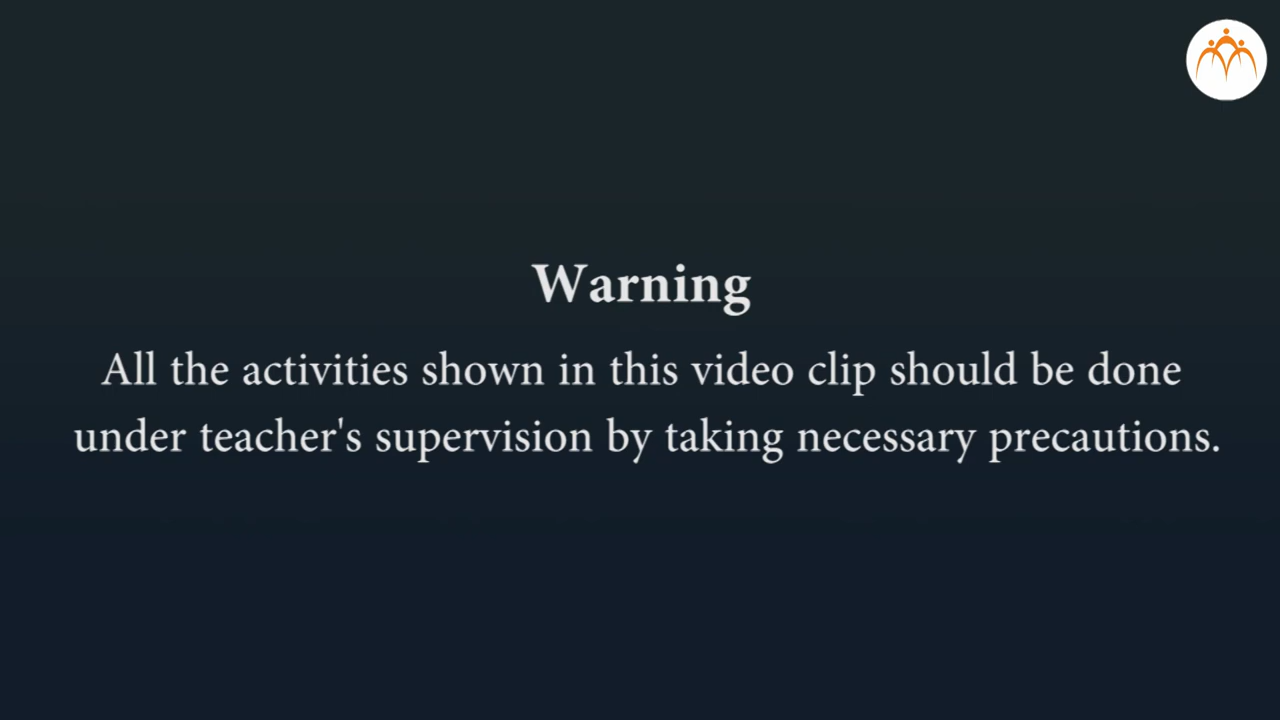 Warning
All the activities shown in this video clip should be done
under teacher's supervision by taking necessary precautions.